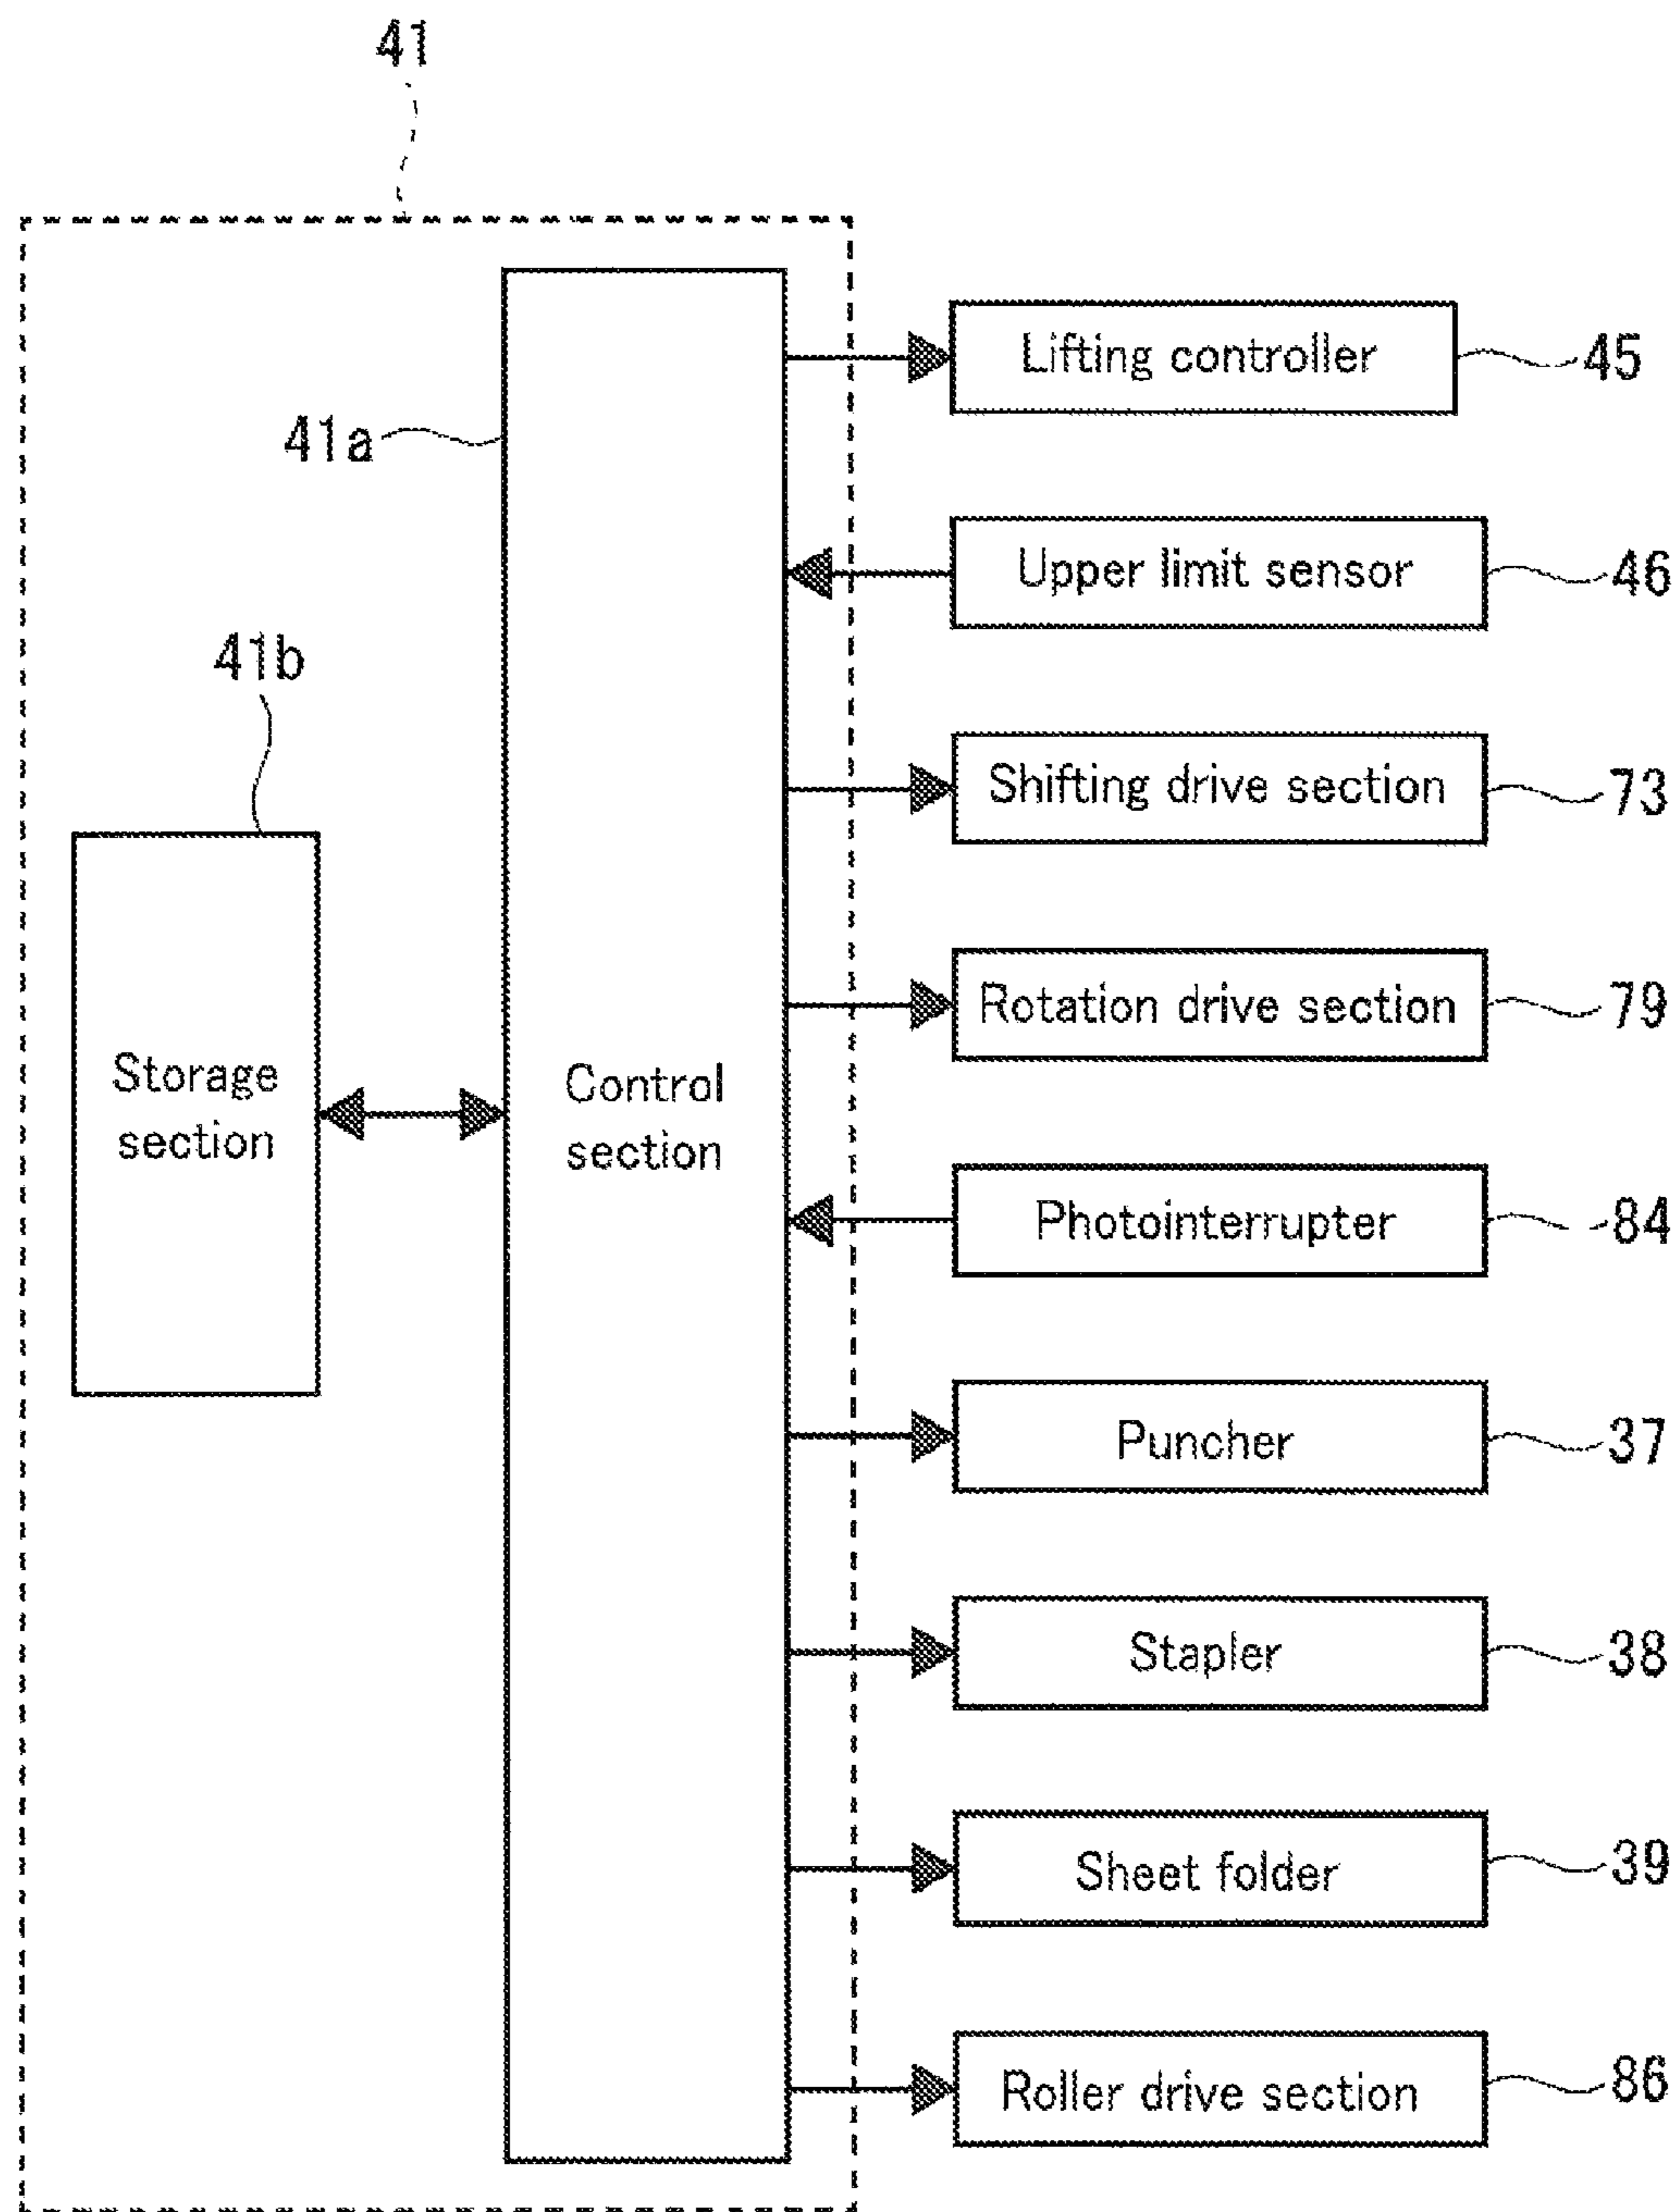 41
Lifting controller
45
41a
Upper limit sensor
46
41b
Shifting drive section
73
Rotation drive section
79
Storage
section
Control
section
Photointerrupter
84
Puncher
37
Stapler
38
Sheet folder
39
Roller drive section
86